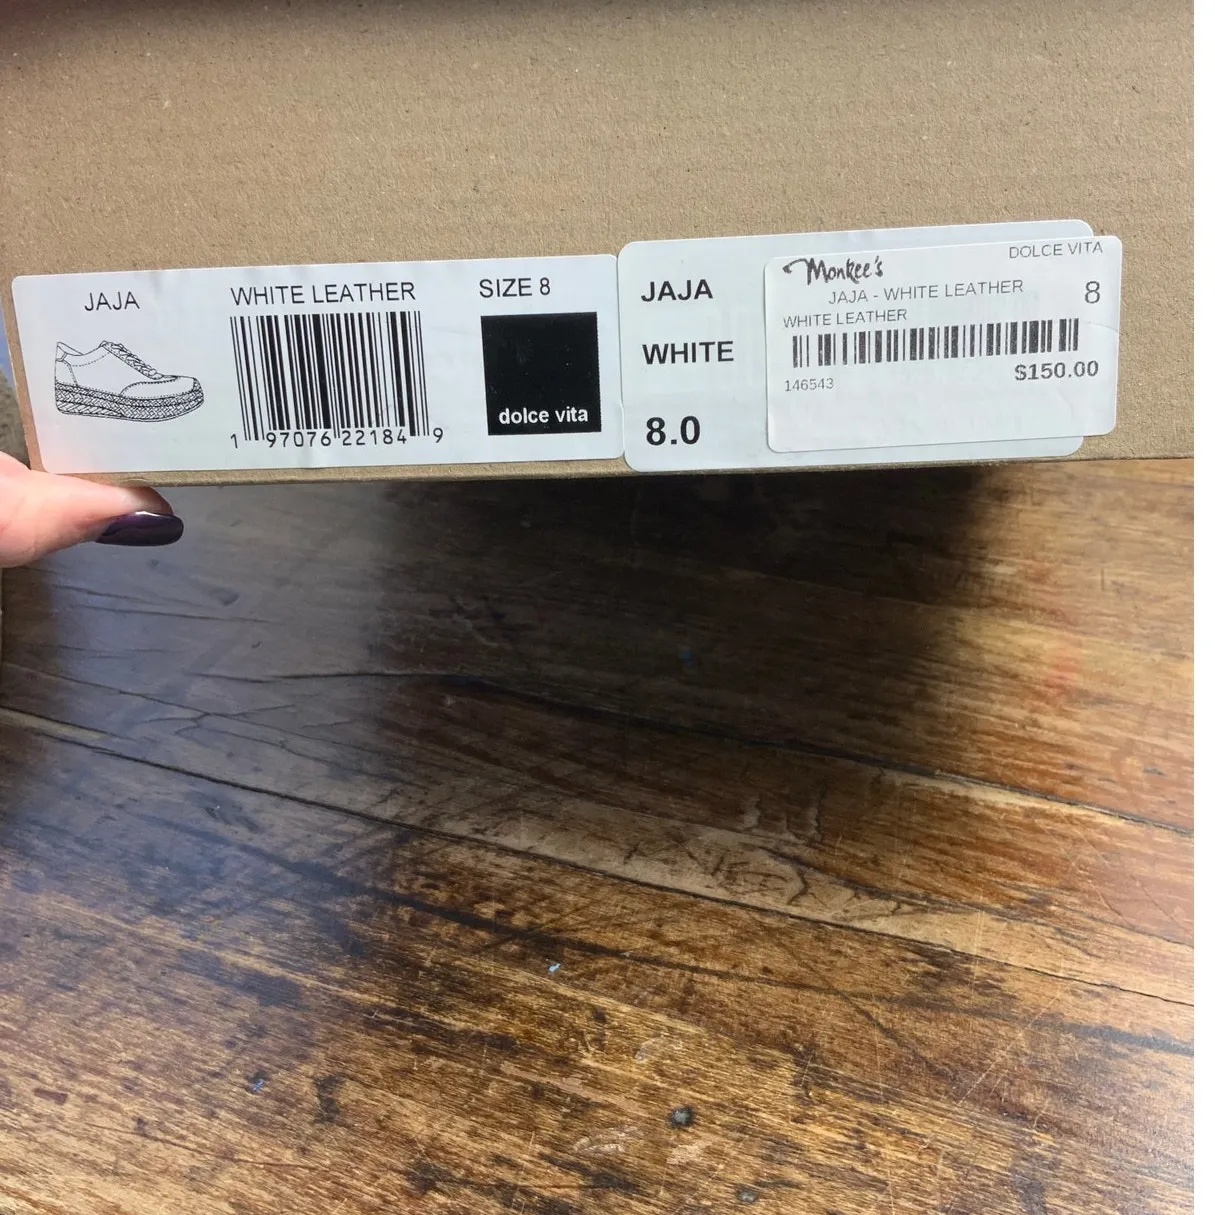 JAJA
WHITE LEATHER
SIZE 8
dolce vita
1 97070 22184 9
JAJA
WHITE
8.0
Monkee's
DOLCE VITA
JAJA - WHITE LEATHER
8
WHITE LEATHER
146543
$150.00